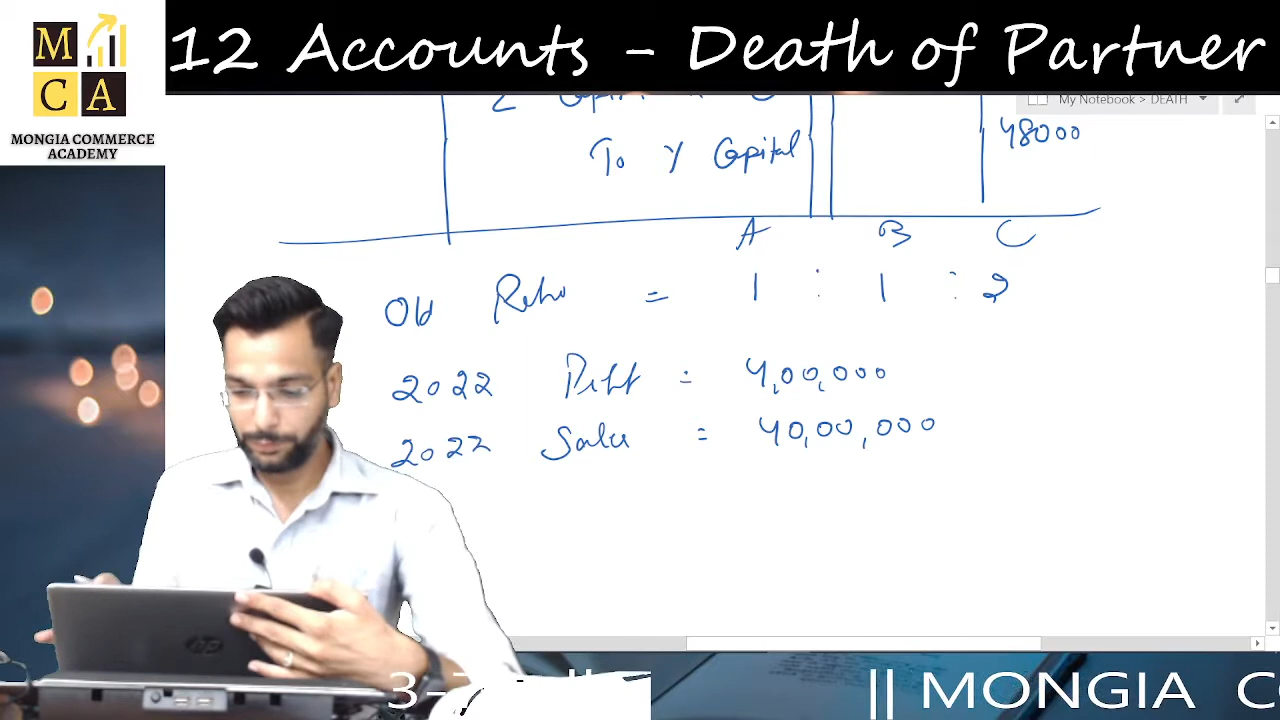 12 Accounts - Death of Partner
M
C A
MONGIA COMMERCE
ACADEMY
My Notebook > DEATH
48000
To Y Capital
A B C
Old Ratio = 1 : 1 : 2
2022 Profit = 4,00,000
2022 Sales = 40,00,000
hp
|| MONGIA